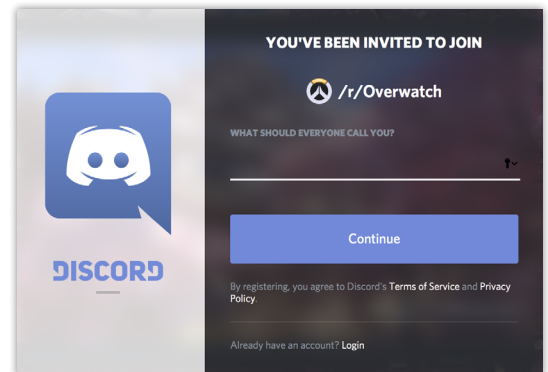 YOU'VE BEEN INVITED TO JOIN
/r/Overwatch
WHAT SHOULD EVERYONE CALL YOU?
Continue
DISCORD
By registering, you agree to Discord's Terms of Service and Privacy
Policy.
Already have an account? Login